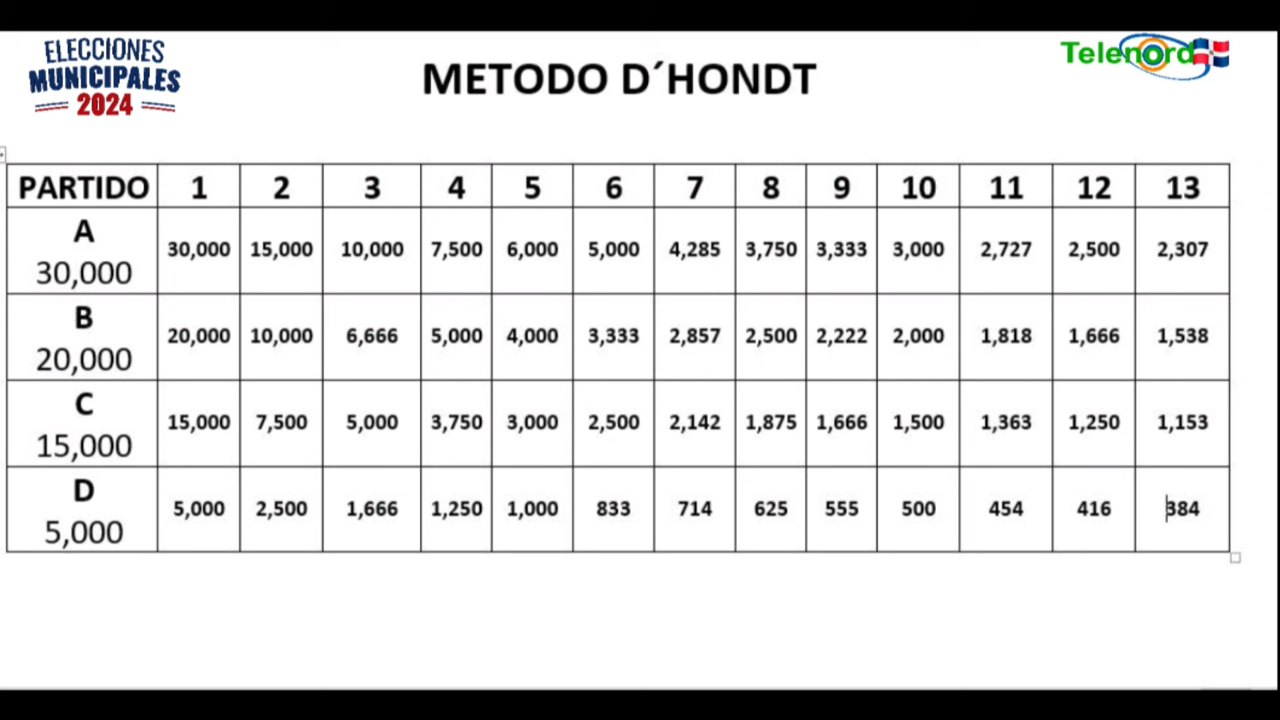 ELECCIONES
MUNICIPALES
2024
Telenord
METODO D´HONDT
PARTIDO 1 2 3 4 5 6 7 8 9 10 11 12 13
A
30,000 30,000 15,000 10,000 7,500 6,000 5,000 4,285 3,750 3,333 3,000 2,727 2,500 2,307
B
20,000 20,000 10,000 6,666 5,000 4,000 3,333 2,857 2,500 2,222 2,000 1,818 1,666 1,538
C
15,000 15,000 7,500 5,000 3,750 3,000 2,500 2,142 1,875 1,666 1,500 1,363 1,250 1,153
D
5,000 5,000 2,500 1,666 1,250 1,000 833 714 625 555 500 454 416 384